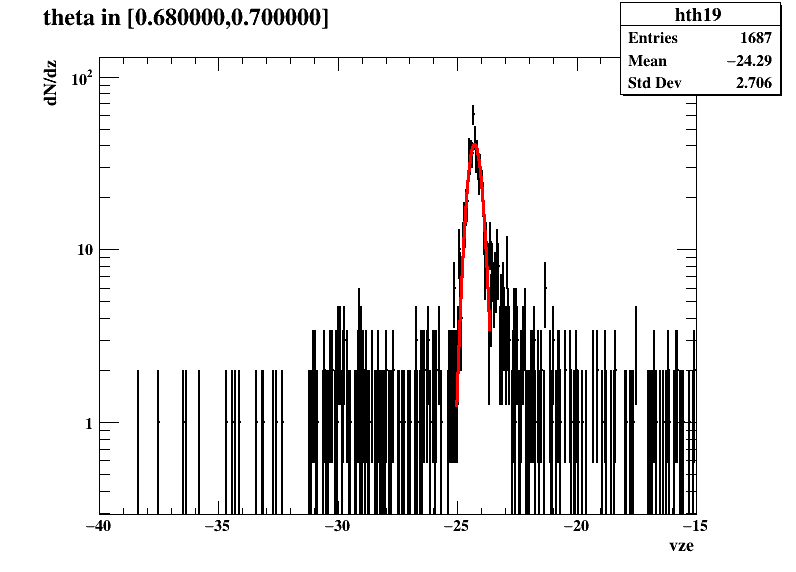 theta in [0.680000,0.700000]
hth19
Entries 1687
Mean −24.29
Std Dev 2.706
dN/dz
10²
10
1
−40 −35 −30 −25 −20 −15
vze